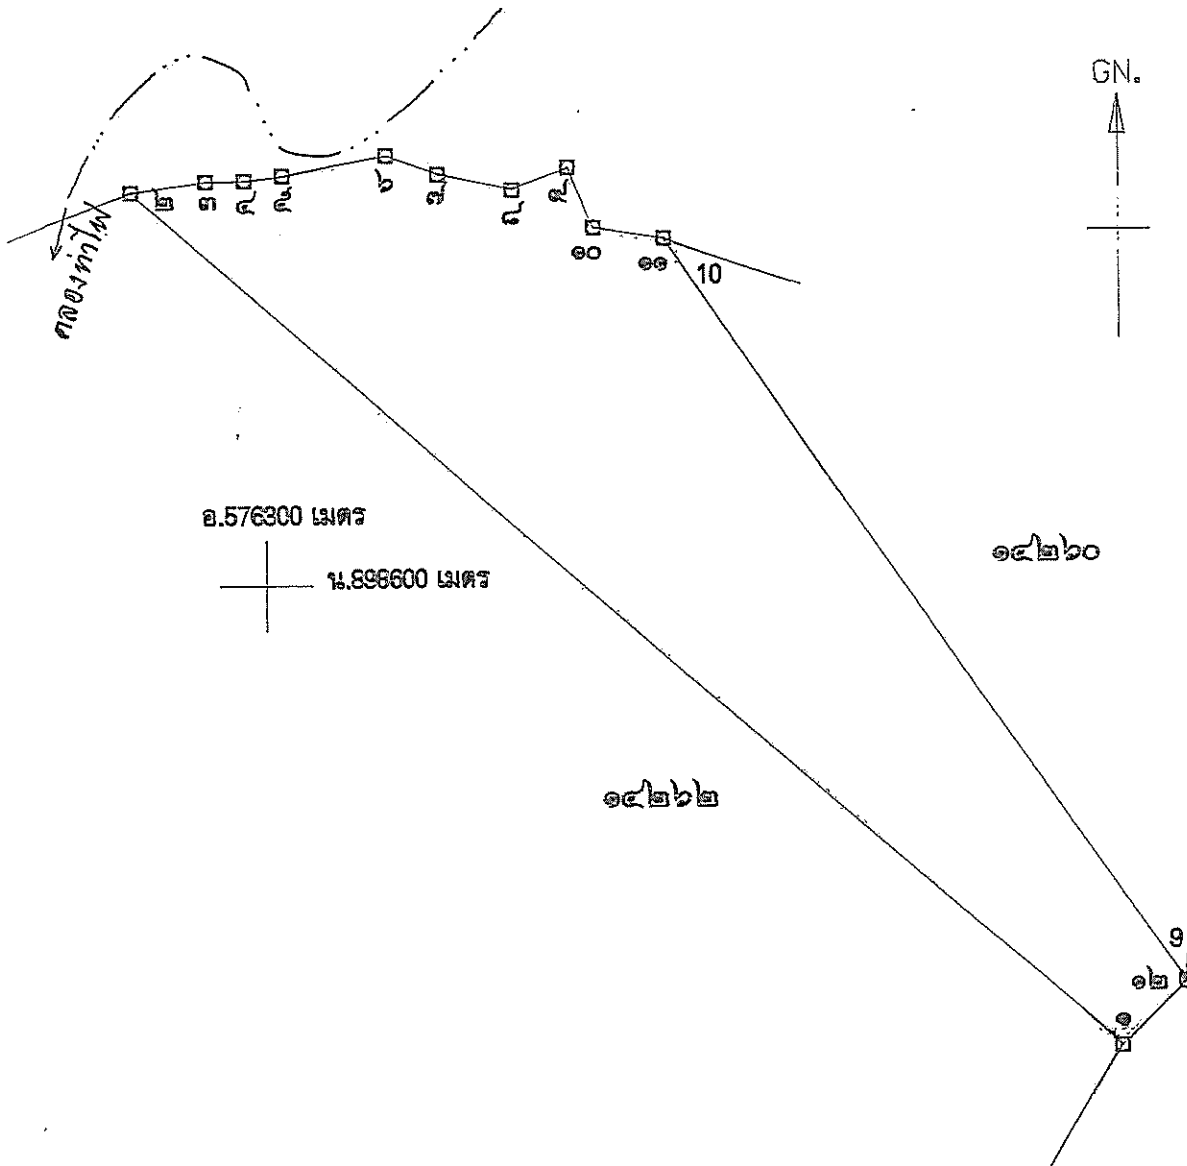 GN.
๒ ๓ ๔ ๕ ๖ ๗ ๘ ๙
๑๐ ๑๑ 10
คลองท่าไผ่
อ.576300 เมตร
น.898600 เมตร
๑๔๒๖๐
๑๔๒๖๒
9
๑๒
๑